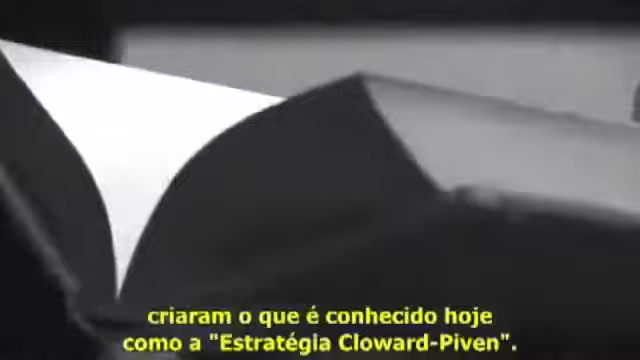 criaram o que é conhecido hoje
como a "Estratégia Cloward-Piven".